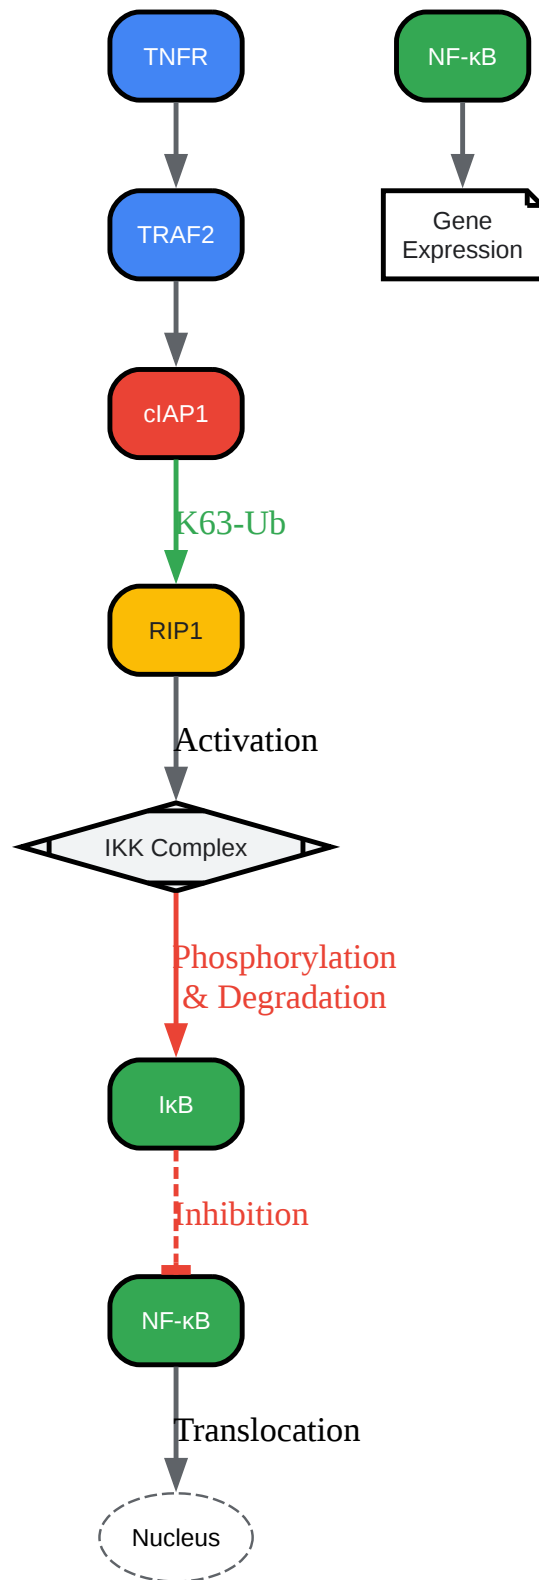 TNFR
NF-κB
TRAF2
Gene
Expression
cIAP1
K63-Ub
RIP1
Activation
IKK Complex
Phosphorylation
& Degradation
IκB
Inhibition
NF-κB
Translocation
Nucleus